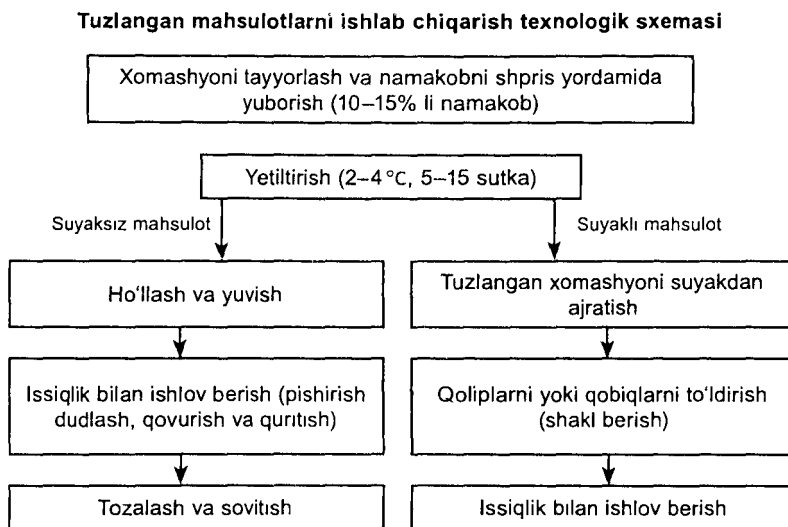 Tuzlangan mahsulotlarni ishlab chiqarish texnologik sxemasi
Xomashyoni tayyorlash va namakobni shpris yordamida
yuborish (10–15% li namakob)
Yetiltirish (2–4 °C, 5–15 sutka)
Suyaksiz mahsulot
Suyakli mahsulot
Ho‘llash va yuvish
Tuzlangan xomashyoni suyakdan
ajratish
Issiqlik bilan ishlov berish (pishirish
dudlash, qovurish va quritish)
Qoliplarni yoki qobiqlarni to‘ldirish
(shakl berish)
Tozalash va sovitish
Issiqlik bilan ishlov berish